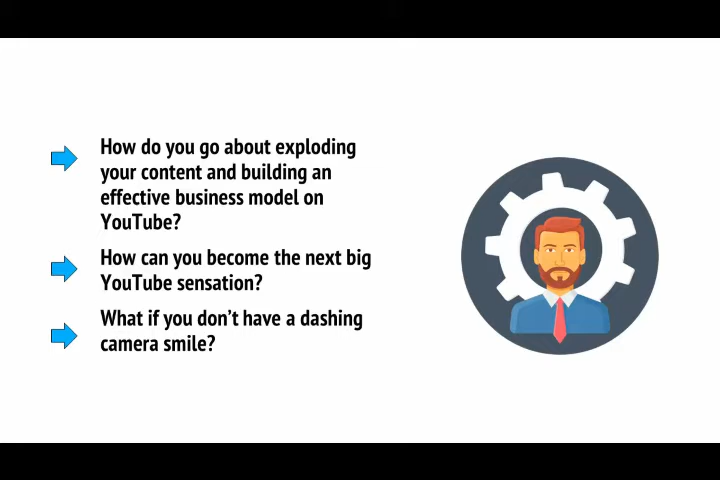 How do you go about exploding
your content and building an
effective business model on
YouTube?
How can you become the next big
YouTube sensation?
What if you don’t have a dashing
camera smile?